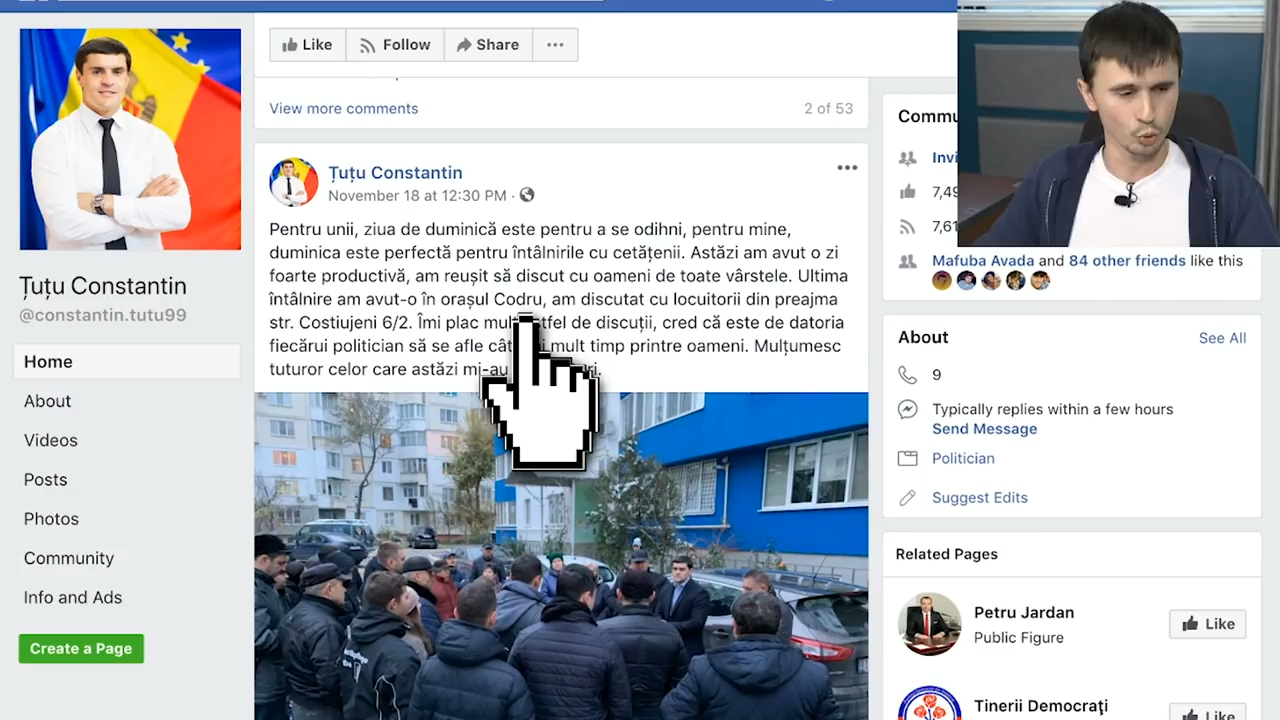 Țuțu Constantin
@constantin.tutu99
Home
About
Videos
Posts
Photos
Community
Info and Ads
Create a Page
Like
Follow
Share
View more comments
2 of 53
Țuțu Constantin
November 18 at 12:30 PM
Pentru unii, ziua de duminică este pentru a se odihni, pentru mine,
duminica este perfectă pentru întâlnirile cu cetățenii. Astăzi am avut o zi
foarte productivă, am reușit să discut cu oameni de toate vârstele. Ultima
întâlnire am avut-o în orașul Codru, am discutat cu locuitorii din preajma
str. Costiujeni 6/2. Îmi plac de discuții, cred că este de datoria
fiecărui politician să se afle mult timp printre oameni. Mulțumesc
tuturor celor care astăzi
Mafuba Avada and 84 other friends like this
About
See All
9
Typically replies within a few hours
Send Message
Politician
Suggest Edits
Related Pages
Petru Jardan
Public Figure
Like
Tinerii Democrați
Like